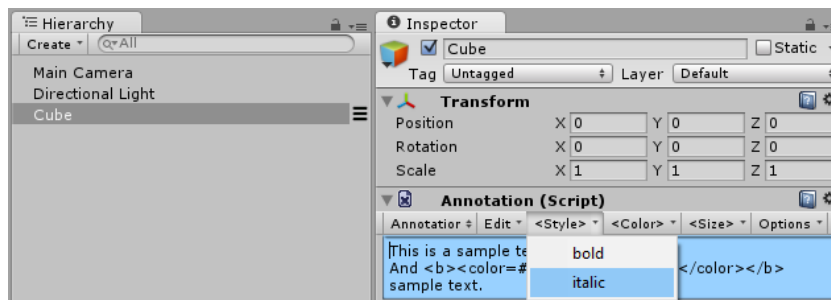 Hierarchy
Create
All
Main Camera
Directional Light
Cube
Inspector
Cube Static
Tag Untagged Layer Default
Transform
Position X 0 Y 0 Z 0
Rotation X 0 Y 0 Z 0
Scale X 1 Y 1 Z 1
Annotation (Script)
Edit <Style> <Color> <Size> Options
This is a sample
And <b><color=# </color></b>
sample text.
bold
italic